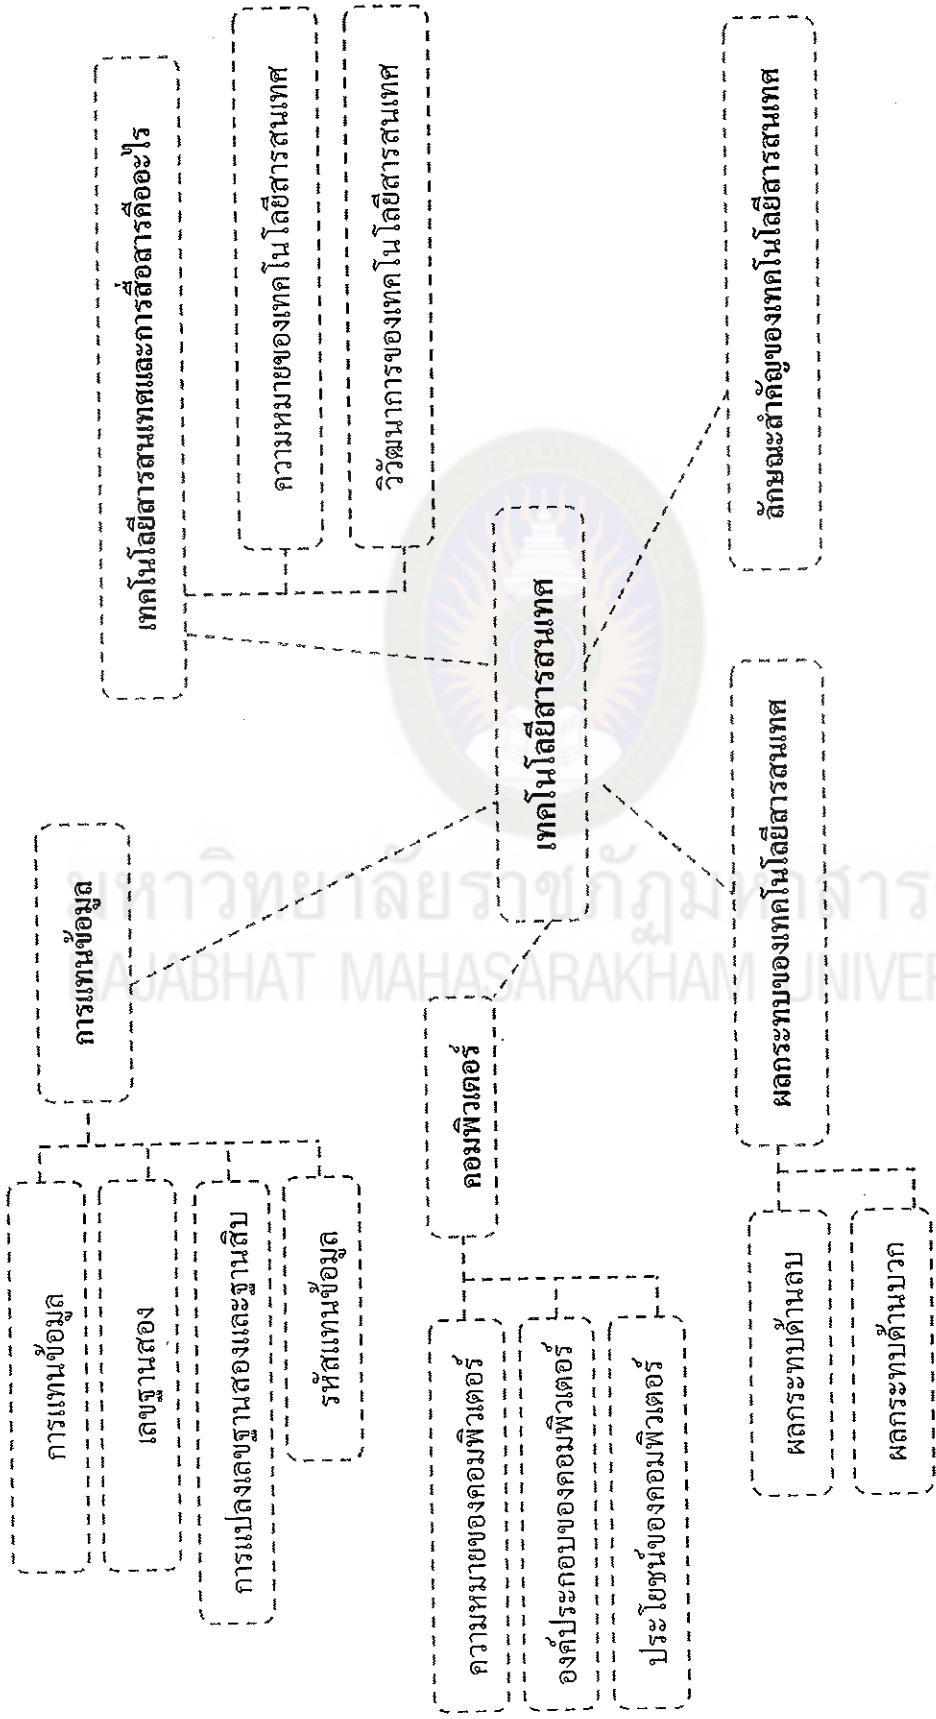 การแทนข้อมูล
เลขฐานสอง
การแปลงเลขฐานสองและฐานสิบ
รหัสแทนข้อมูล
การแทนข้อมูล
เทคโนโลยีสารสนเทศและการสื่อสารคืออะไร
ความหมายของเทคโนโลยีสารสนเทศ
วิวัฒนาการของเทคโนโลยีสารสนเทศ
เทคโนโลยีสารสนเทศ
คอมพิวเตอร์
ความหมายของคอมพิวเตอร์
องค์ประกอบของคอมพิวเตอร์
ประโยชน์ของคอมพิวเตอร์
ผลกระทบของเทคโนโลยีสารสนเทศ
ผลกระทบด้านลบ
ผลกระทบด้านบวก
ลักษณะสำคัญของเทคโนโลยีสารสนเทศ
มหาวิทยาลัยราชภัฏมหาสาร
RAJABHAT MAHASARAKHAM UNIVER